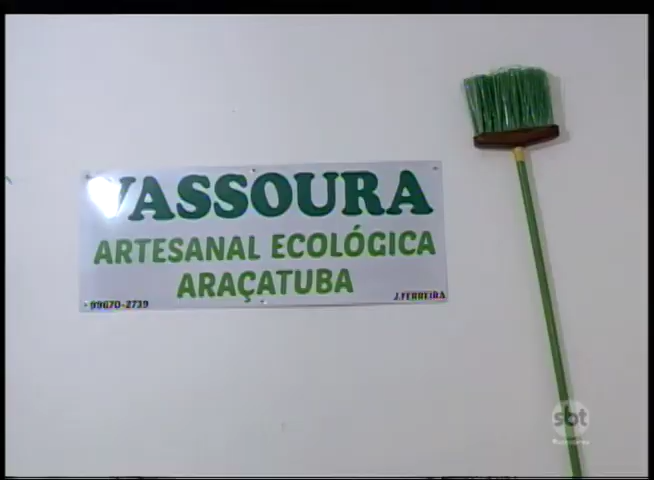 VASSOURA
ARTESANAL ECOLÓGICA
ARAÇATUBA
99670-2739
J.FERREIRA
sbt